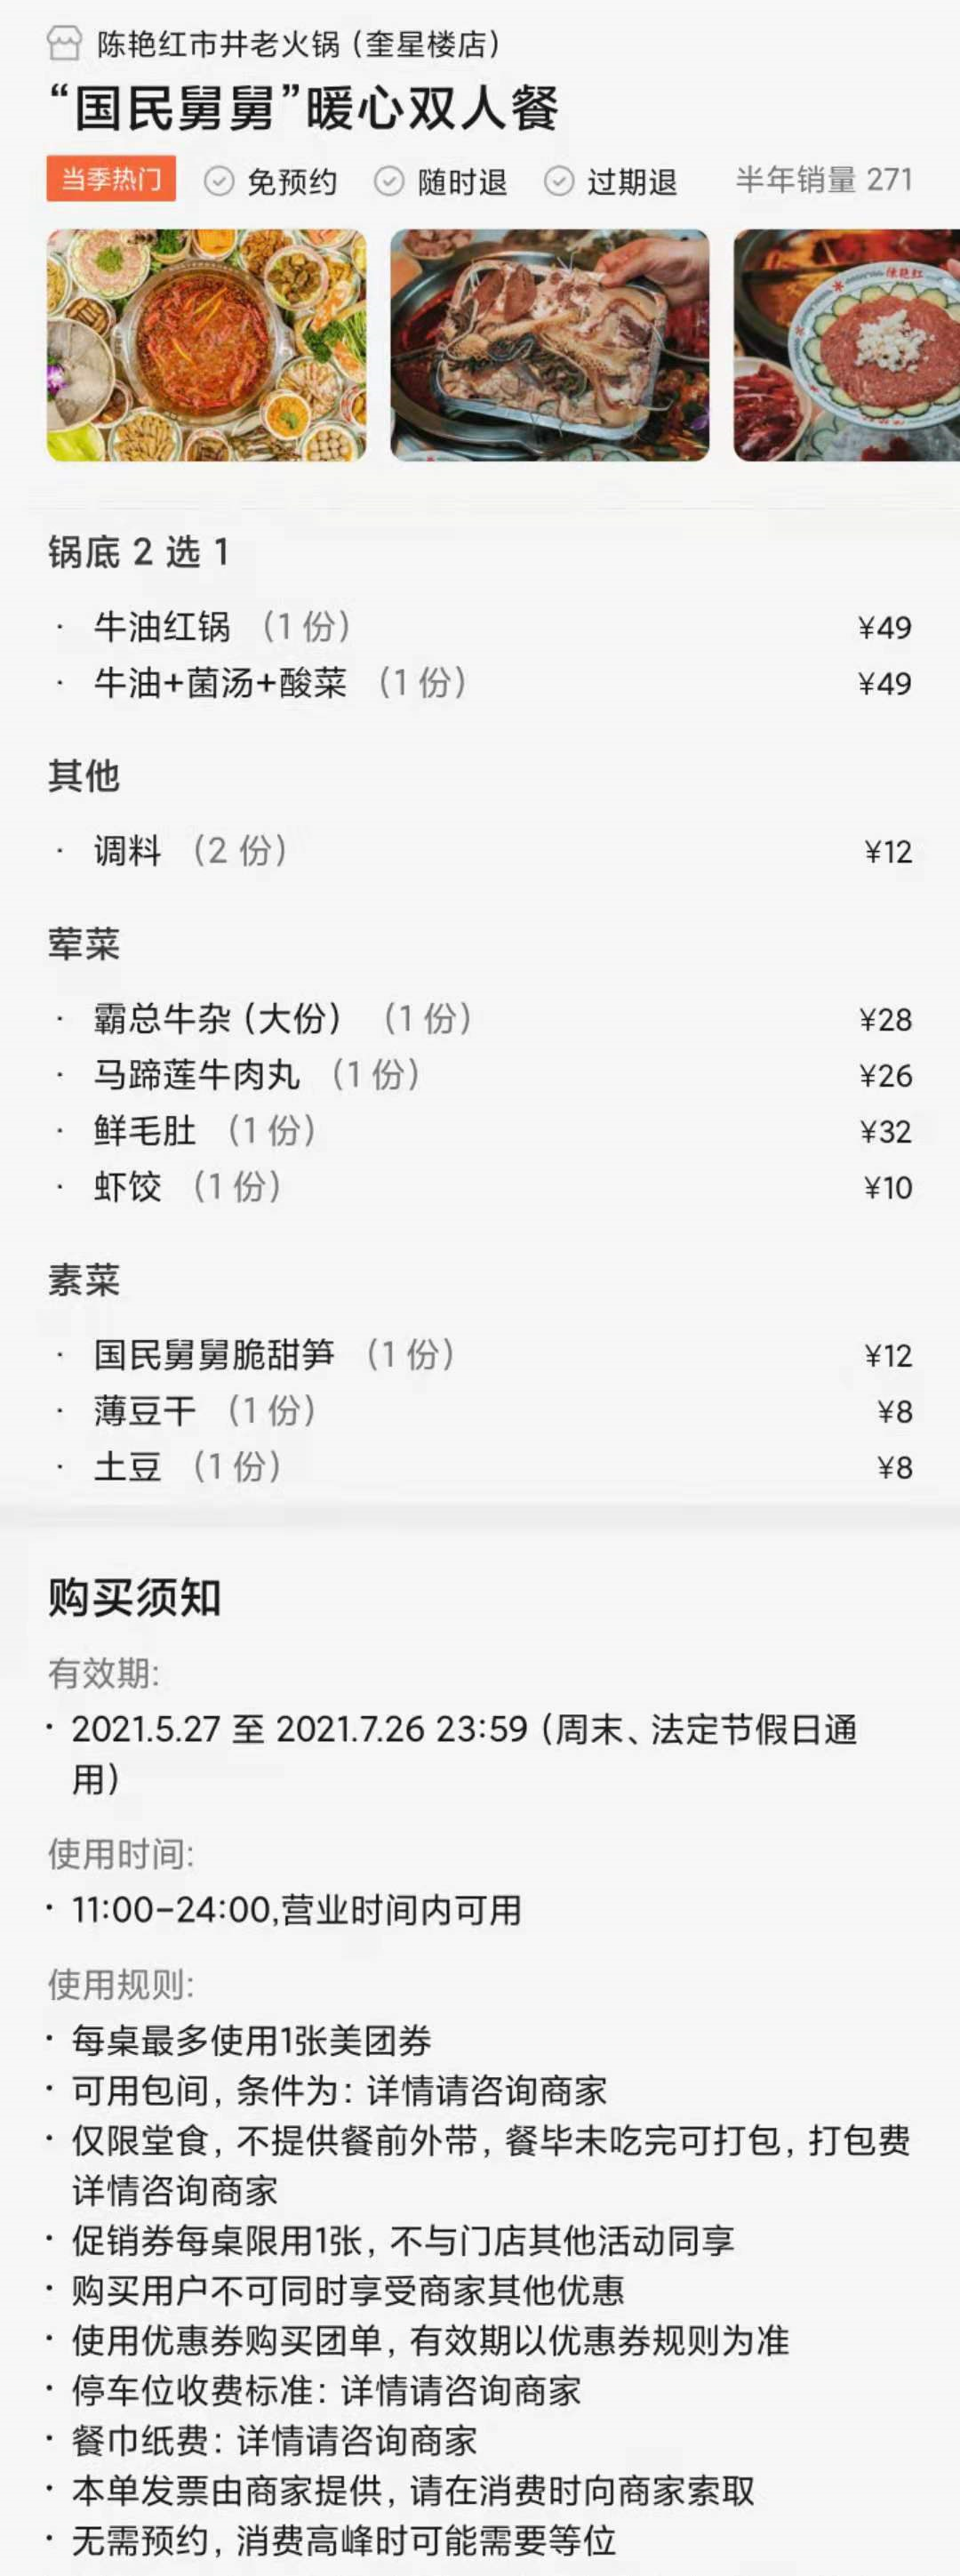 陈艳红市井老火锅（奎星楼店）
“国民舅舅”暖心双人餐
当季热门 免预约 随时退 过期退 半年销量 271
陈艳红
锅底 2 选 1
· 牛油红锅 （1 份） ¥49
· 牛油+菌汤+酸菜 （1 份） ¥49
其他
· 调料 （2 份） ¥12
荤菜
· 霸总牛杂（大份） （1 份） ¥28
· 马蹄莲牛肉丸 （1 份） ¥26
· 鲜毛肚 （1 份） ¥32
· 虾饺 （1 份） ¥10
素菜
· 国民舅舅脆甜笋 （1 份） ¥12
· 薄豆干 （1 份） ¥8
· 土豆 （1 份） ¥8
购买须知
有效期:
· 2021.5.27 至 2021.7.26 23:59（周末、法定节假日通
用）
使用时间:
· 11:00-24:00,营业时间内可用
使用规则:
· 每桌最多使用1张美团券
· 可用包间，条件为：详情请咨询商家
· 仅限堂食，不提供餐前外带，餐毕未吃完可打包，打包费
详情咨询商家
· 促销券每桌限用1张，不与门店其他活动同享
· 购买用户不可同时享受商家其他优惠
· 使用优惠券购买团单，有效期以优惠券规则为准
· 停车位收费标准：详情请咨询商家
· 餐巾纸费：详情请咨询商家
· 本单发票由商家提供，请在消费时向商家索取
· 无需预约，消费高峰时可能需要等位